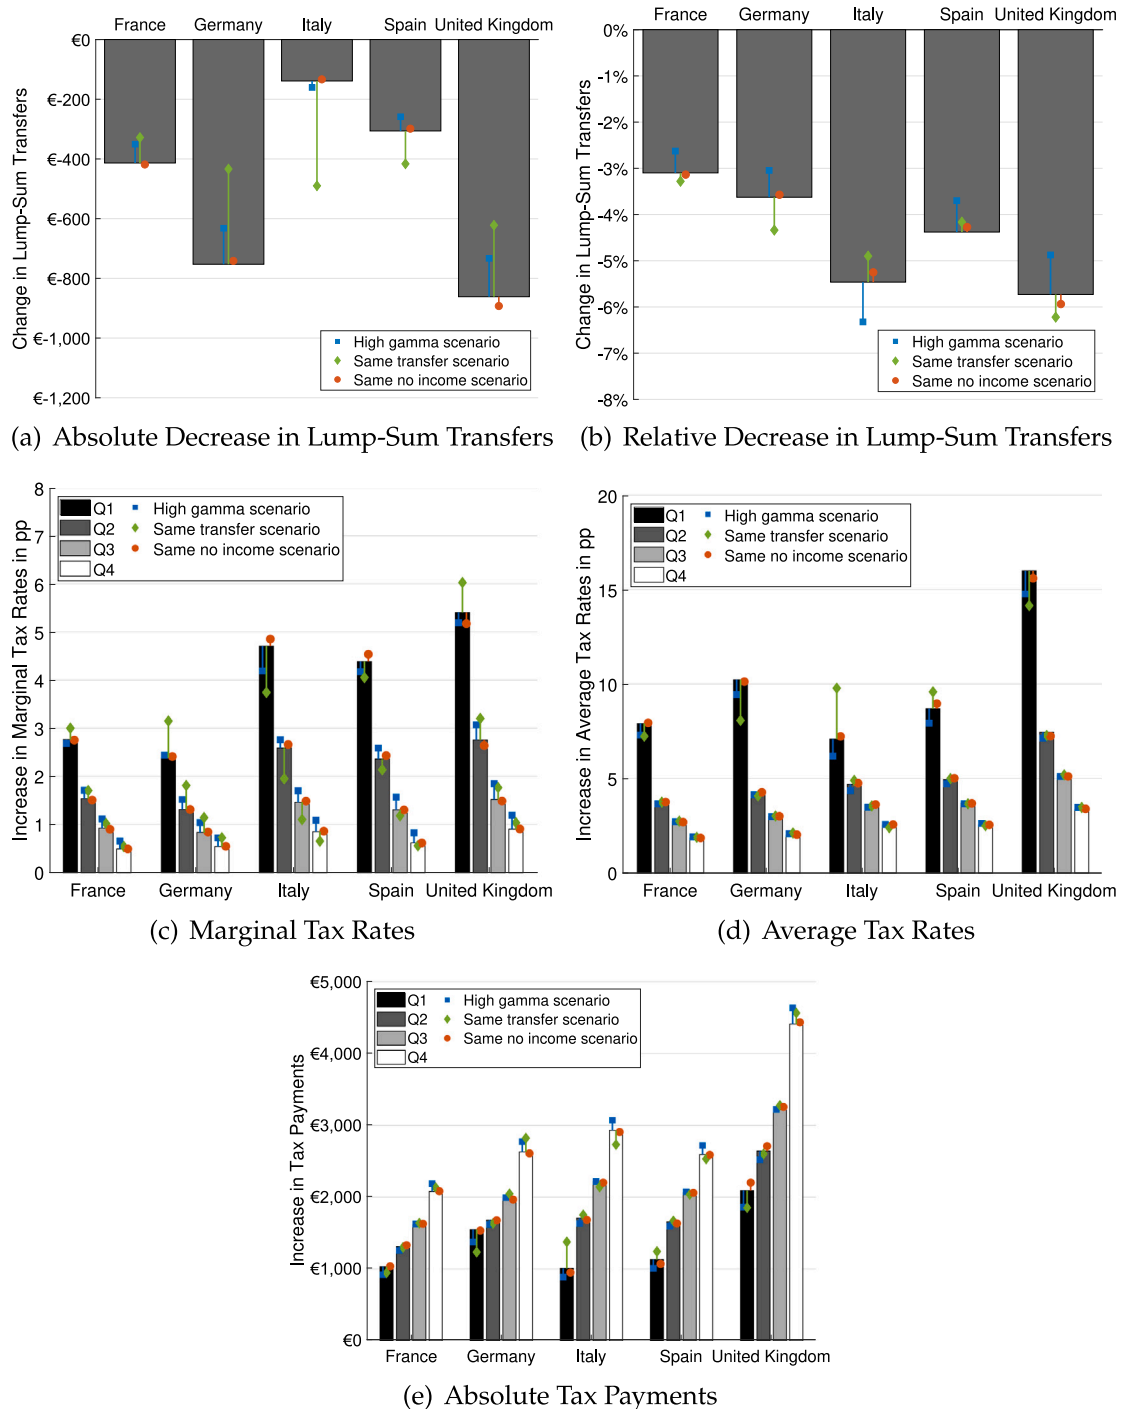 France Germany Italy Spain United Kingdom
€0
€-200
€-400
€-600
€-800
€-1,000
€-1,200
Change in Lump-Sum Transfers
High gamma scenario
Same transfer scenario
Same no income scenario
(a) Absolute Decrease in Lump-Sum Transfers
France Germany Italy Spain United Kingdom
0%
-1%
-2%
-3%
-4%
-5%
-6%
-7%
-8%
Change in Lump-Sum Transfers
High gamma scenario
Same transfer scenario
Same no income scenario
(b) Relative Decrease in Lump-Sum Transfers
8
7
6
5
4
3
2
1
0
Increase in Marginal Tax Rates in pp
Q1 High gamma scenario
Q2 Same transfer scenario
Q3 Same no income scenario
Q4
France Germany Italy Spain United Kingdom
(c) Marginal Tax Rates
20
15
10
5
0
Increase in Average Tax Rates in pp
Q1 High gamma scenario
Q2 Same transfer scenario
Q3 Same no income scenario
Q4
France Germany Italy Spain United Kingdom
(d) Average Tax Rates
€5,000
€4,000
€3,000
€2,000
€1,000
€0
Increase in Tax Payments
Q1 High gamma scenario
Q2 Same transfer scenario
Q3 Same no income scenario
Q4
France Germany Italy Spain United Kingdom
(e) Absolute Tax Payments